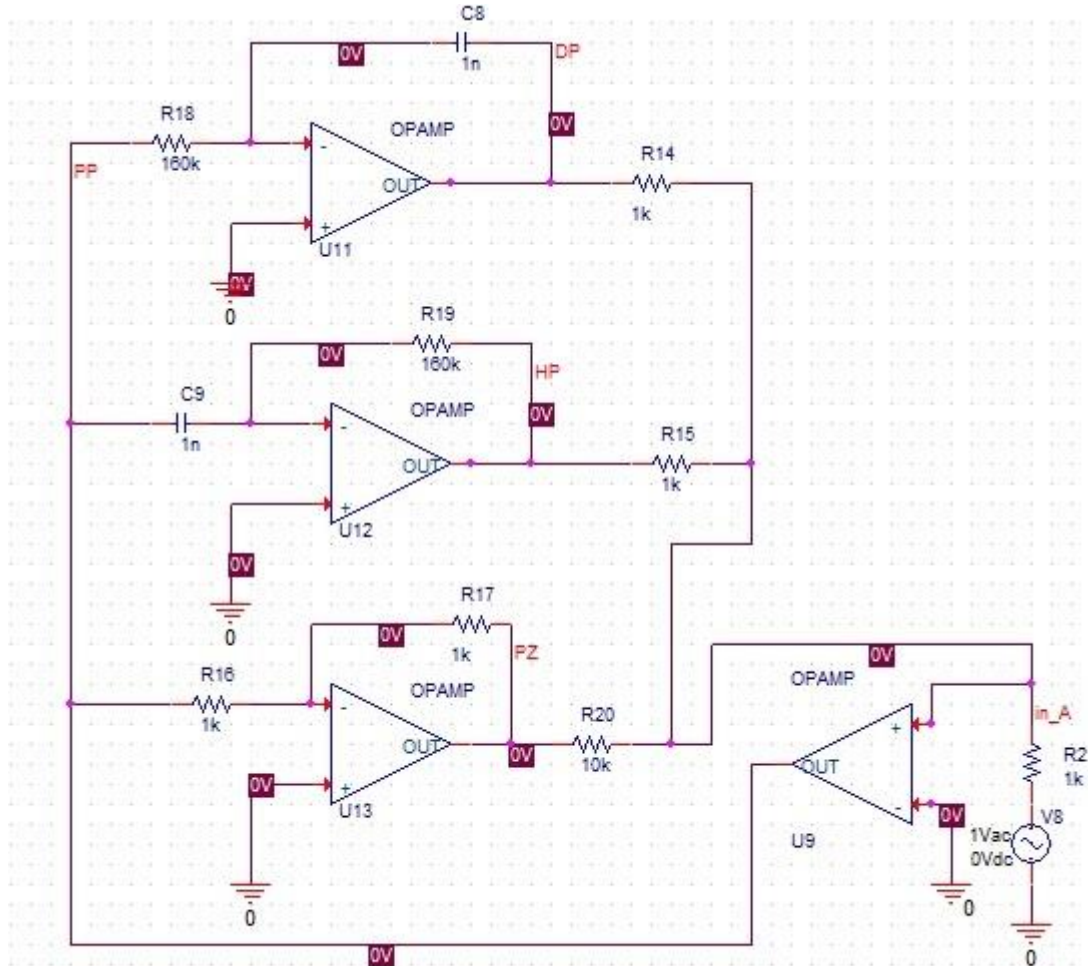 C8
0V
1n
DP
R18
160k
OPAMP
0V
PP
-
OUT
+
U11
R14
1k
0V
0
R19
0V
160k
HP
C9
1n
OPAMP
0V
-
OUT
+
U12
R15
1k
0V
0
R17
0V
1k
PZ
R16
1k
OPAMP
-
OUT
+
U13
0V
0V
0
R20
10k
0V
OPAMP
in_A
+
OUT
-
U9
R2
1k
V8
1Vac
0Vdc
0V
0
0
0V